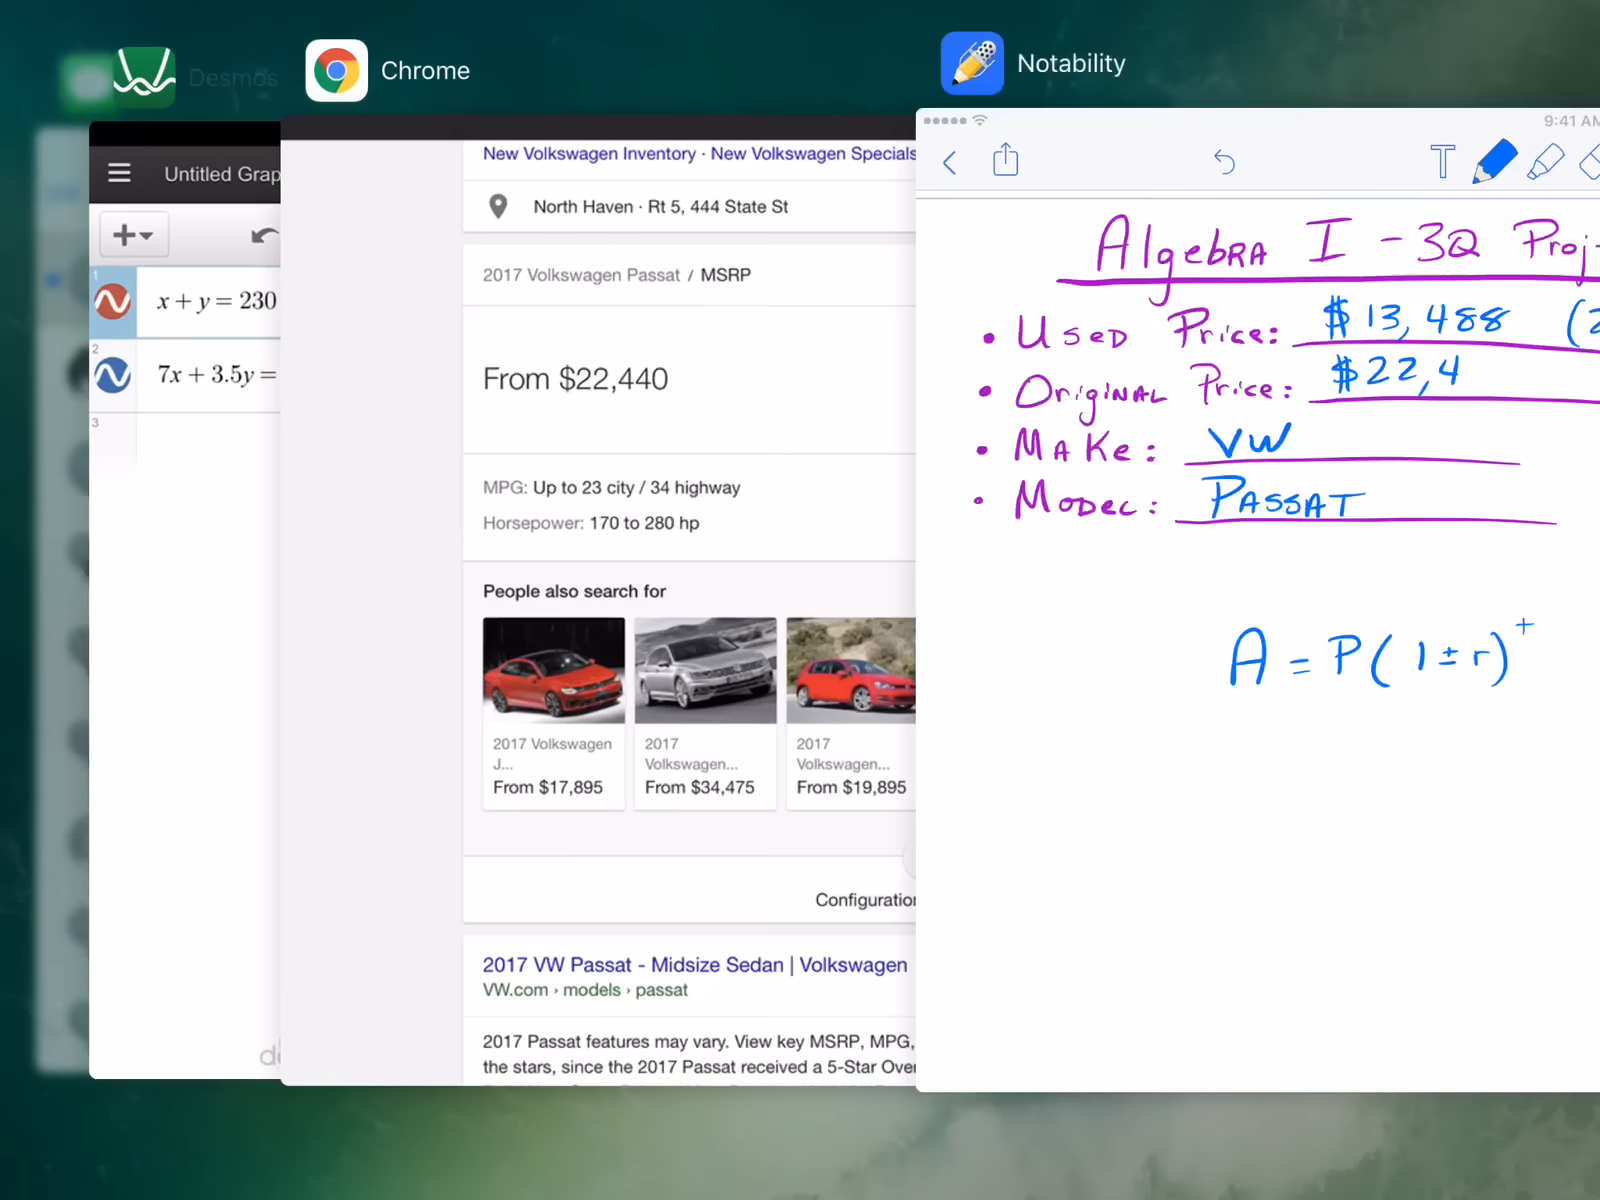 Desmos
Chrome
Notability
Untitled Grap
1
x + y = 230
2
7x + 3.5y =
3
New Volkswagen Inventory · New Volkswagen Specials
North Haven · Rt 5, 444 State St
2017 Volkswagen Passat / MSRP
From $22,440
MPG: Up to 23 city / 34 highway
Horsepower: 170 to 280 hp
People also search for
2017 Volkswagen J...
From $17,895
2017 Volkswagen...
From $34,475
2017 Volkswagen...
From $19,895
Configuration
2017 VW Passat - Midsize Sedan | Volkswagen
VW.com › models › passat
2017 Passat features may vary. View key MSRP, MPG,
the stars, since the 2017 Passat received a 5-Star Over
9:41 AM
T
Algebra I - 3Q Proj
• Used Price: $13,488 (2
• Original Price: $22,4
• Make: VW
• Model: Passat
A = P(1 ± r)^t